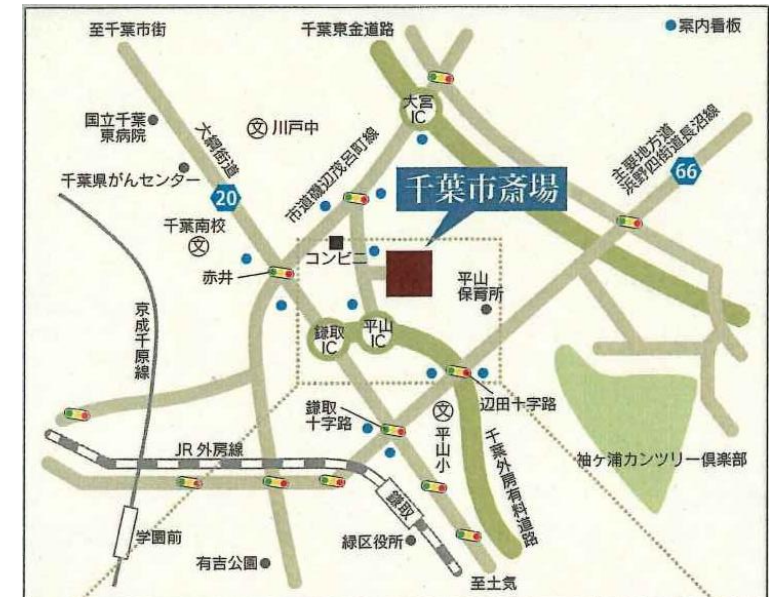 至千葉市街
千葉東金道路
案内看板
大宮
IC
国立千葉
東病院
文
川戸中
大網街道
市道磯辺茂呂町線
主要地方道
浜野四街道長沼線
66
千葉県がんセンター
20
千葉市斎場
千葉南校
文
コンビニ
赤井
平山
保育所
京成千原線
鎌取
IC
平山
IC
鎌取
十字路
文
平山小
辺田十字路
JR外房線
千葉外房有料道路
袖ヶ浦カンツリー倶楽部
鎌取
学園前
緑区役所
有吉公園
至土気